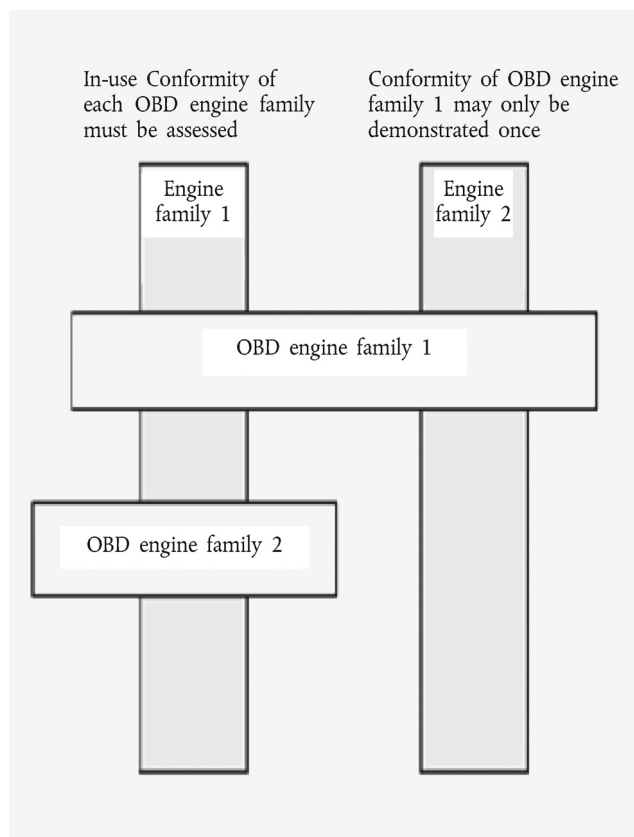 In-use Conformity of
each OBD engine family
must be assessed
Conformity of OBD engine
family 1 may only be
demonstrated once
Engine
family 1
Engine
family 2
OBD engine family 1
OBD engine family 2